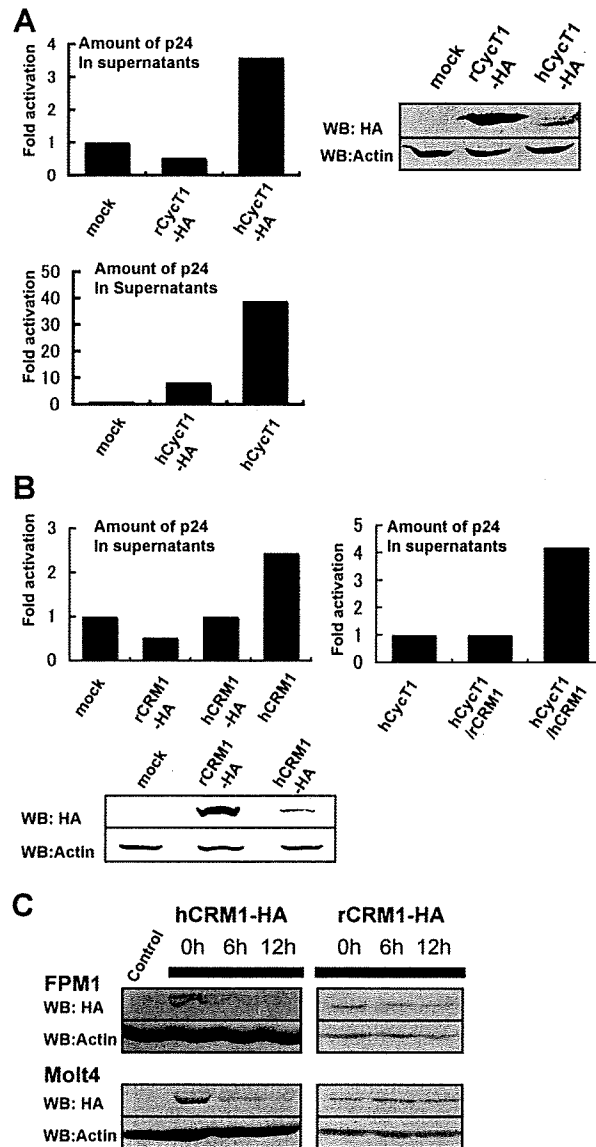 A
Amount of p24
In supernatants
Fold activation
4
3
2
1
0
mock
rCycT1
-HA
hCycT1
-HA
mock
rCycT1
-HA
hCycT1
-HA
WB: HA
WB:Actin
Amount of p24
In Supernatants
Fold activation
50
40
30
20
10
0
mock
hCycT1
-HA
hCycT1
B
Amount of p24
In supernatants
Fold activation
3
2
1
0
mock
rCRM1
-HA
hCRM1
-HA
hCRM1
Amount of p24
In supernatants
Fold activation
5
4
3
2
1
0
hCycT1
hCycT1
/rCRM1
hCycT1
/hCRM1
mock
rCRM1
-HA
hCRM1
-HA
WB: HA
WB:Actin
C
hCRM1-HA
rCRM1-HA
Control
0h 6h 12h
0h 6h 12h
FPM1
WB: HA
WB:Actin
Molt4
WB: HA
WB:Actin